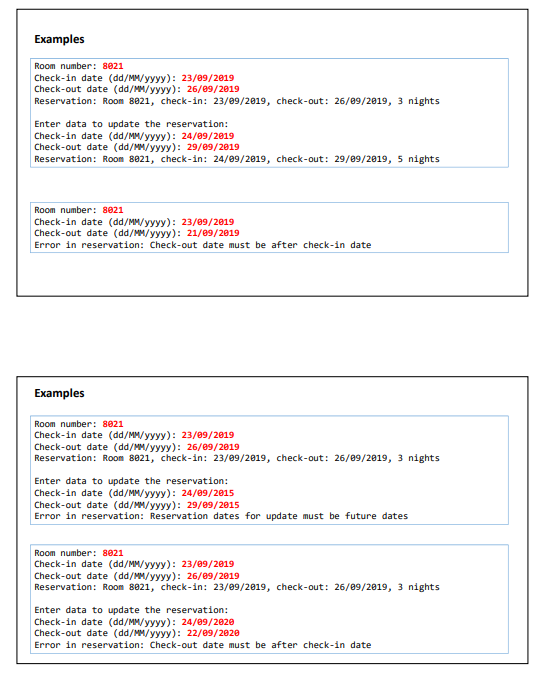 Examples
Room number: 8021
Check-in date (dd/MM/yyyy): 23/09/2019
Check-out date (dd/MM/yyyy): 26/09/2019
Reservation: Room 8021, check-in: 23/09/2019, check-out: 26/09/2019, 3 nights
Enter data to update the reservation:
Check-in date (dd/MM/yyyy): 24/09/2019
Check-out date (dd/MM/yyyy): 29/09/2019
Reservation: Room 8021, check-in: 24/09/2019, check-out: 29/09/2019, 5 nights
Room number: 8021
Check-in date (dd/MM/yyyy): 23/09/2019
Check-out date (dd/MM/yyyy): 21/09/2019
Error in reservation: Check-out date must be after check-in date
Examples
Room number: 8021
Check-in date (dd/MM/yyyy): 23/09/2019
Check-out date (dd/MM/yyyy): 26/09/2019
Reservation: Room 8021, check-in: 23/09/2019, check-out: 26/09/2019, 3 nights
Enter data to update the reservation:
Check-in date (dd/MM/yyyy): 24/09/2015
Check-out date (dd/MM/yyyy): 29/09/2015
Error in reservation: Reservation dates for update must be future dates
Room number: 8021
Check-in date (dd/MM/yyyy): 23/09/2019
Check-out date (dd/MM/yyyy): 26/09/2019
Reservation: Room 8021, check-in: 23/09/2019, check-out: 26/09/2019, 3 nights
Enter data to update the reservation:
Check-in date (dd/MM/yyyy): 24/09/2020
Check-out date (dd/MM/yyyy): 22/09/2020
Error in reservation: Check-out date must be after check-in date